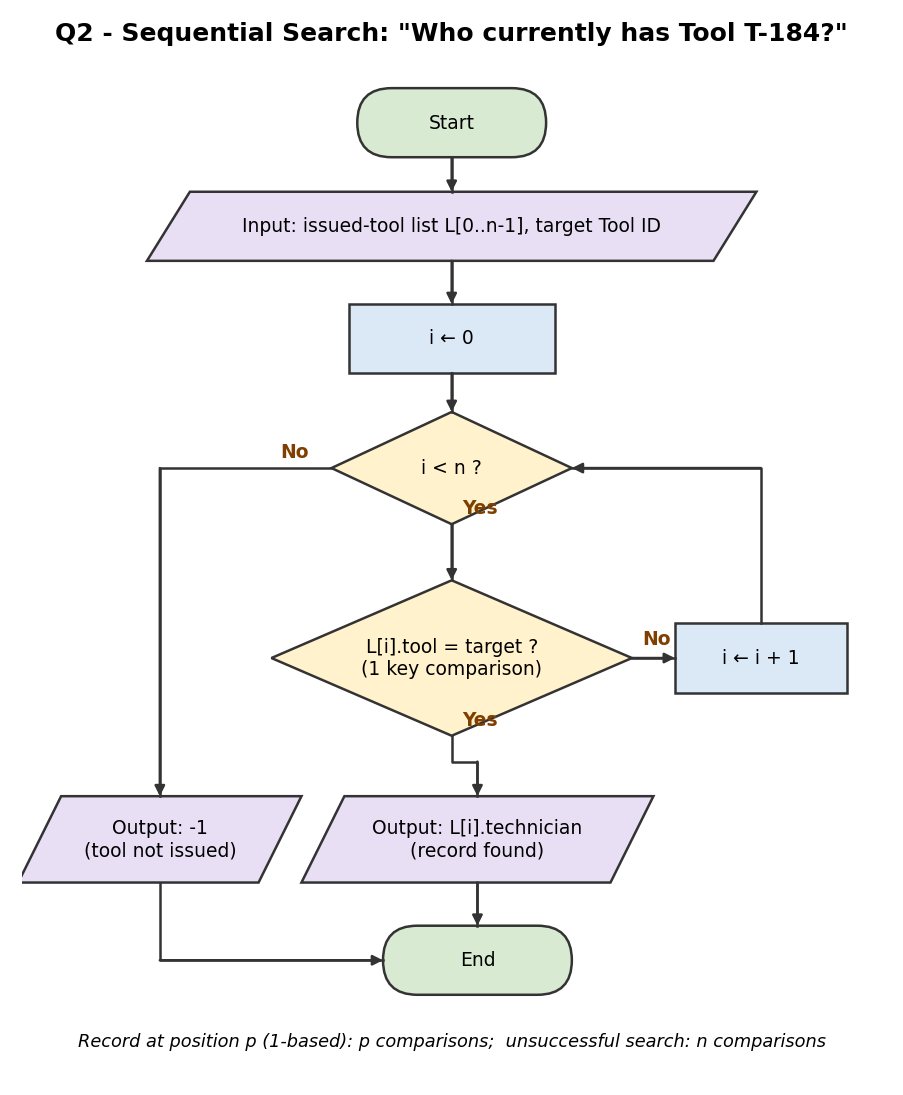 Q2 - Sequential Search: "Who currently has Tool T-184?"
Start
Input: issued-tool list L[0..n-1], target Tool ID
i ← 0
No
i < n ?
Yes
L[i].tool = target ?
(1 key comparison)
No
i ← i + 1
Yes
Output: -1
(tool not issued)
Output: L[i].technician
(record found)
End
Record at position p (1-based): p comparisons;  unsuccessful search: n comparisons